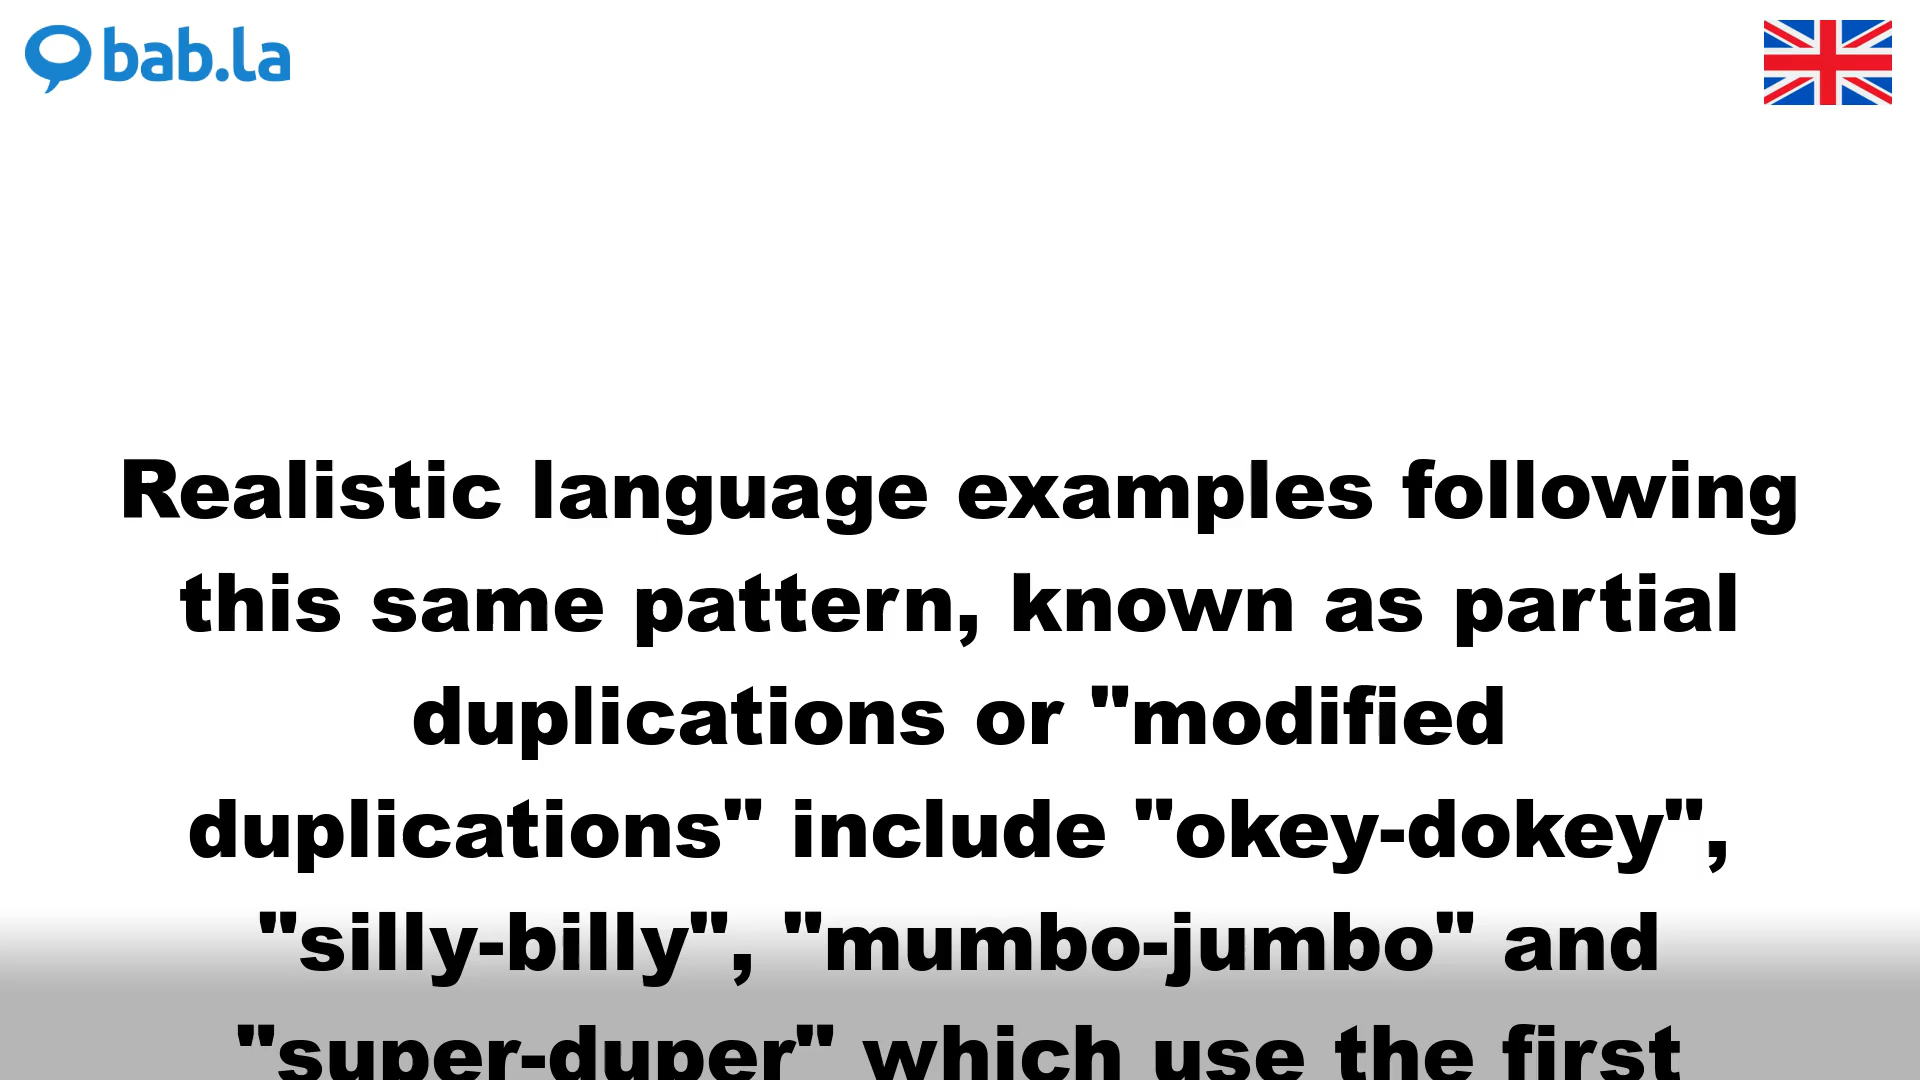 bab.la
Realistic language examples following
this same pattern, known as partial
duplications or "modified
duplications" include "okey-dokey",
"silly-billy", "mumbo-jumbo" and
"super-duper" which use the first